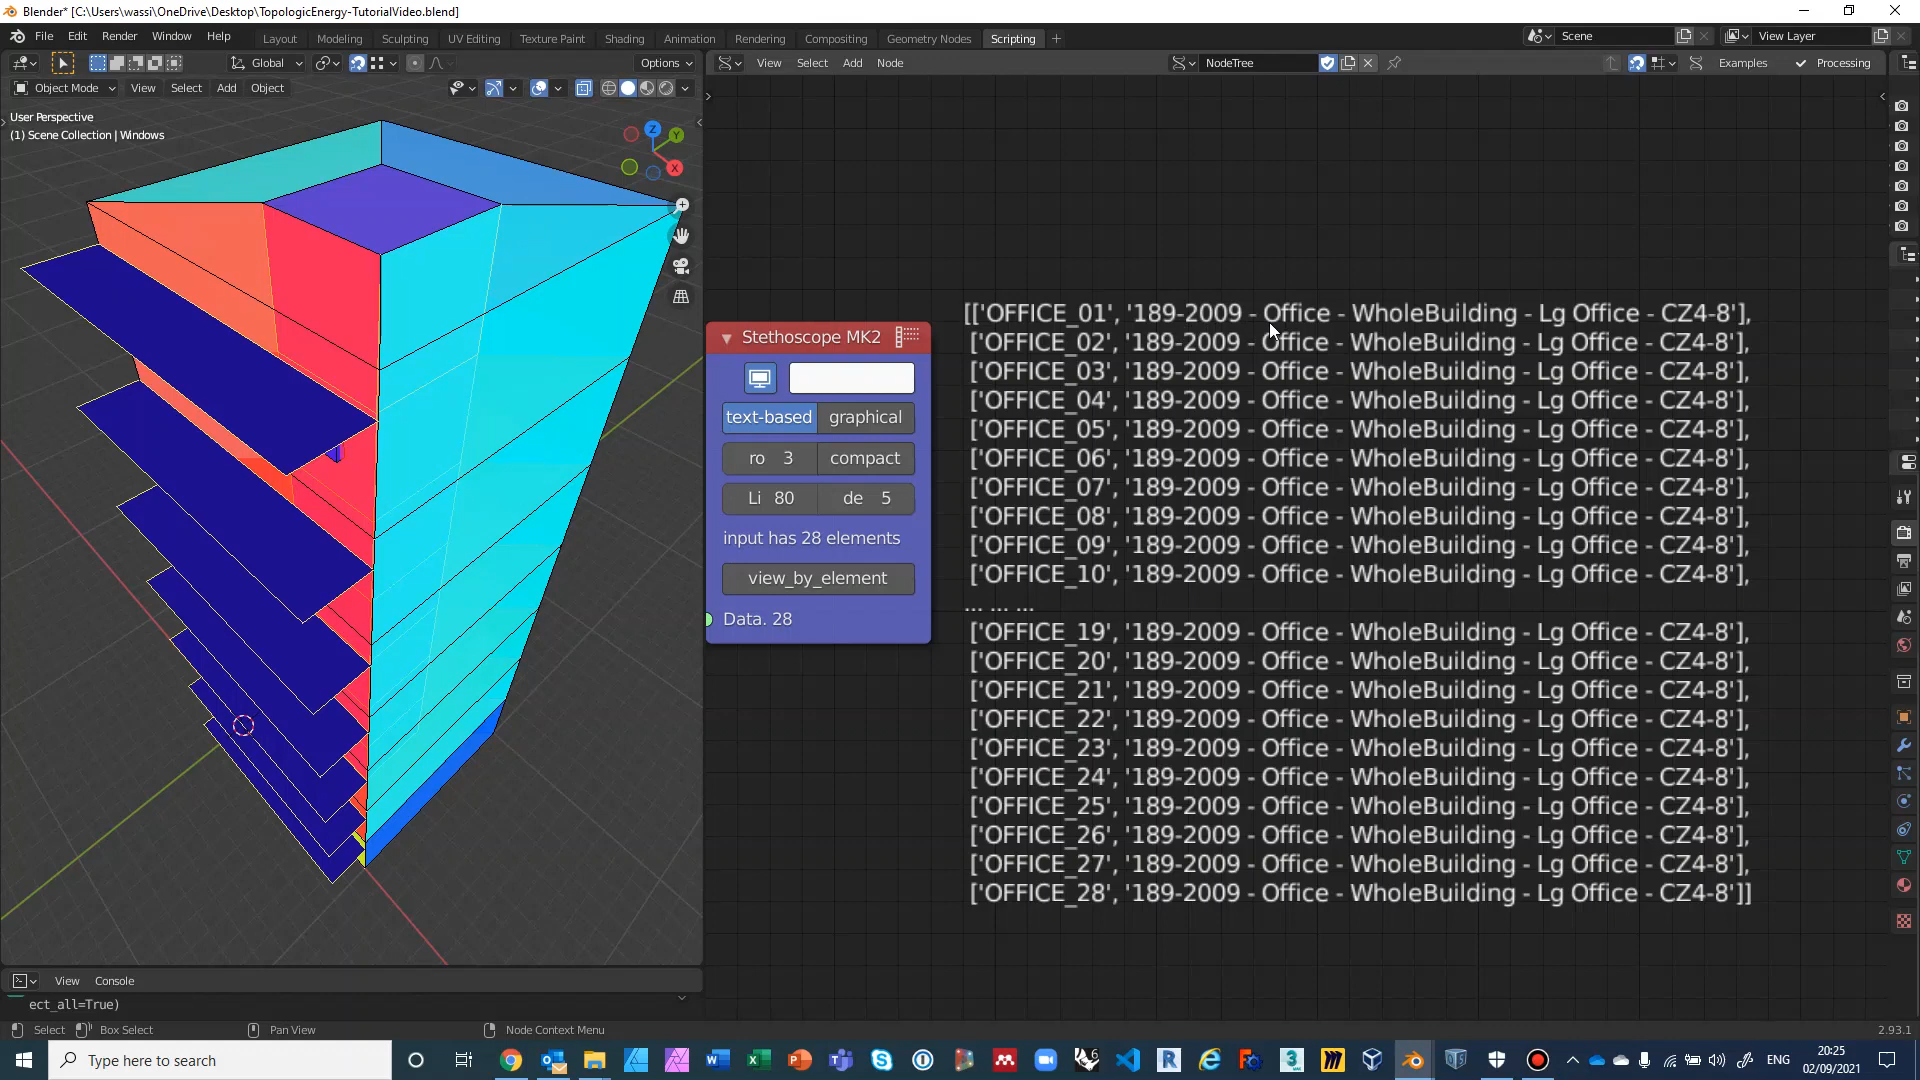 Blender* [C:\Users\wassi\OneDrive\Desktop\TopologicEnergy-TutorialVideo.blend]
File Edit Render Window Help
Layout Modeling Sculpting UV Editing Texture Paint Shading Animation Rendering Compositing Geometry Nodes Scripting
Scene
View Layer
Global
Options
View Select Add Node
NodeTree
Examples
Processing
Object Mode View Select Add Object
User Perspective
(1) Scene Collection | Windows
Z
Y
X
Stethoscope MK2
text-based graphical
ro 3 compact
Li 80 de 5
input has 28 elements
view_by_element
Data. 28
[['OFFICE_01', '189-2009 - Office - WholeBuilding - Lg Office - CZ4-8'],
['OFFICE_02', '189-2009 - Office - WholeBuilding - Lg Office - CZ4-8'],
['OFFICE_03', '189-2009 - Office - WholeBuilding - Lg Office - CZ4-8'],
['OFFICE_04', '189-2009 - Office - WholeBuilding - Lg Office - CZ4-8'],
['OFFICE_05', '189-2009 - Office - WholeBuilding - Lg Office - CZ4-8'],
['OFFICE_06', '189-2009 - Office - WholeBuilding - Lg Office - CZ4-8'],
['OFFICE_07', '189-2009 - Office - WholeBuilding - Lg Office - CZ4-8'],
['OFFICE_08', '189-2009 - Office - WholeBuilding - Lg Office - CZ4-8'],
['OFFICE_09', '189-2009 - Office - WholeBuilding - Lg Office - CZ4-8'],
['OFFICE_10', '189-2009 - Office - WholeBuilding - Lg Office - CZ4-8'],
... ... ...
['OFFICE_19', '189-2009 - Office - WholeBuilding - Lg Office - CZ4-8'],
['OFFICE_20', '189-2009 - Office - WholeBuilding - Lg Office - CZ4-8'],
['OFFICE_21', '189-2009 - Office - WholeBuilding - Lg Office - CZ4-8'],
['OFFICE_22', '189-2009 - Office - WholeBuilding - Lg Office - CZ4-8'],
['OFFICE_23', '189-2009 - Office - WholeBuilding - Lg Office - CZ4-8'],
['OFFICE_24', '189-2009 - Office - WholeBuilding - Lg Office - CZ4-8'],
['OFFICE_25', '189-2009 - Office - WholeBuilding - Lg Office - CZ4-8'],
['OFFICE_26', '189-2009 - Office - WholeBuilding - Lg Office - CZ4-8'],
['OFFICE_27', '189-2009 - Office - WholeBuilding - Lg Office - CZ4-8'],
['OFFICE_28', '189-2009 - Office - WholeBuilding - Lg Office - CZ4-8']]
View Console
ect_all=True)
Select Box Select Pan View Node Context Menu
2.93.1
Type here to search
ENG
20:25
02/09/2021